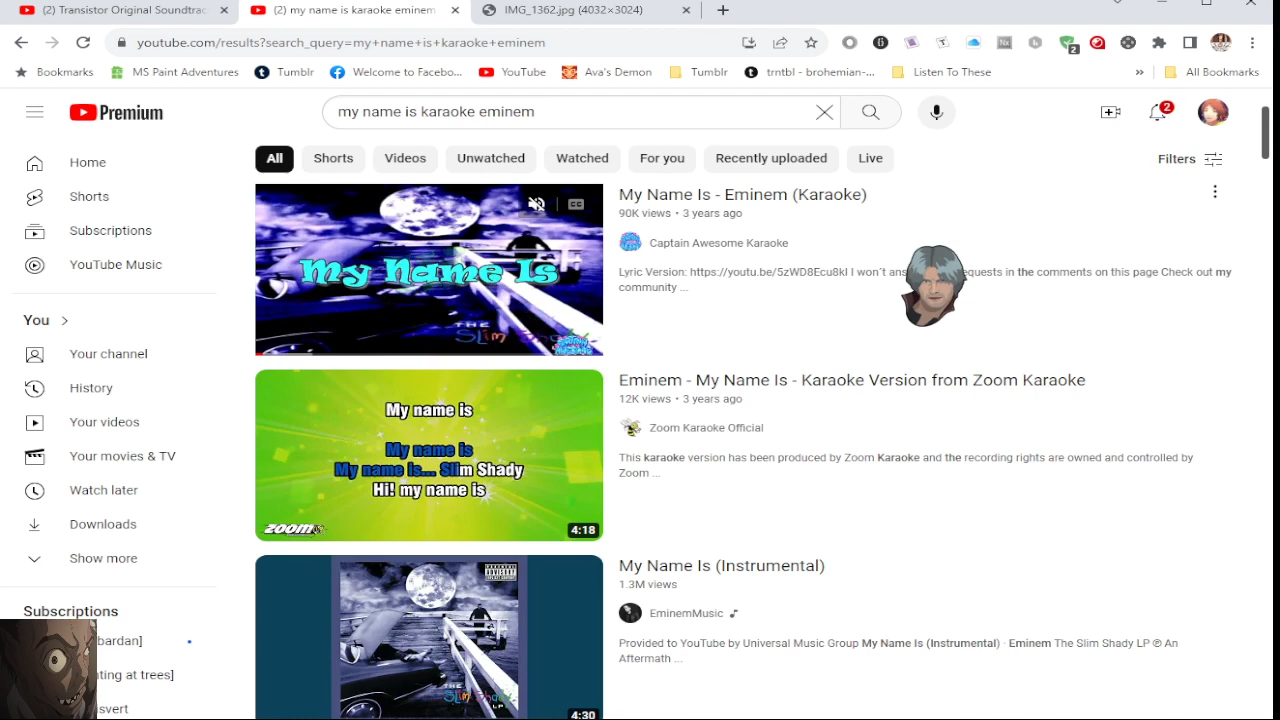 (2) Transistor Original Soundtrac
(2) my name is karaoke eminem
IMG_1362.jpg (4032×3024)
youtube.com/results?search_query=my+name+is+karaoke+eminem
2
Bookmarks
MS Paint Adventures
Tumblr
Welcome to Facebo...
YouTube
Ava's Demon
Tumblr
trntbl - brohemian-...
Listen To These
»
All Bookmarks
Premium
my name is karaoke eminem
2
All
Shorts
Videos
Unwatched
Watched
For you
Recently uploaded
Live
Filters
Home
Shorts
Subscriptions
YouTube Music
You
Your channel
History
Your videos
Your movies & TV
Watch later
Downloads
Show more
Subscriptions
bardan]
ting at trees]
nvert
My Name Is
THE
SLIM
CC
My Name Is - Eminem (Karaoke)
90K views • 3 years ago
Captain Awesome Karaoke
Lyric Version: https://youtu.be/5zWD8Ecu8kI I won´t ans equests in the comments on this page Check out my
community ...
My name is
My name is
My name is... Slim Shady
Hi! my name is
ZOOM
4:18
Eminem - My Name Is - Karaoke Version from Zoom Karaoke
12K views • 3 years ago
Zoom Karaoke Official
This karaoke version has been produced by Zoom Karaoke and the recording rights are owned and controlled by
Zoom ...
THE
SLIM SHADY
LP
4:30
My Name Is (Instrumental)
1.3M views
EminemMusic
Provided to YouTube by Universal Music Group My Name Is (Instrumental) · Eminem The Slim Shady LP ℗ An
Aftermath ...